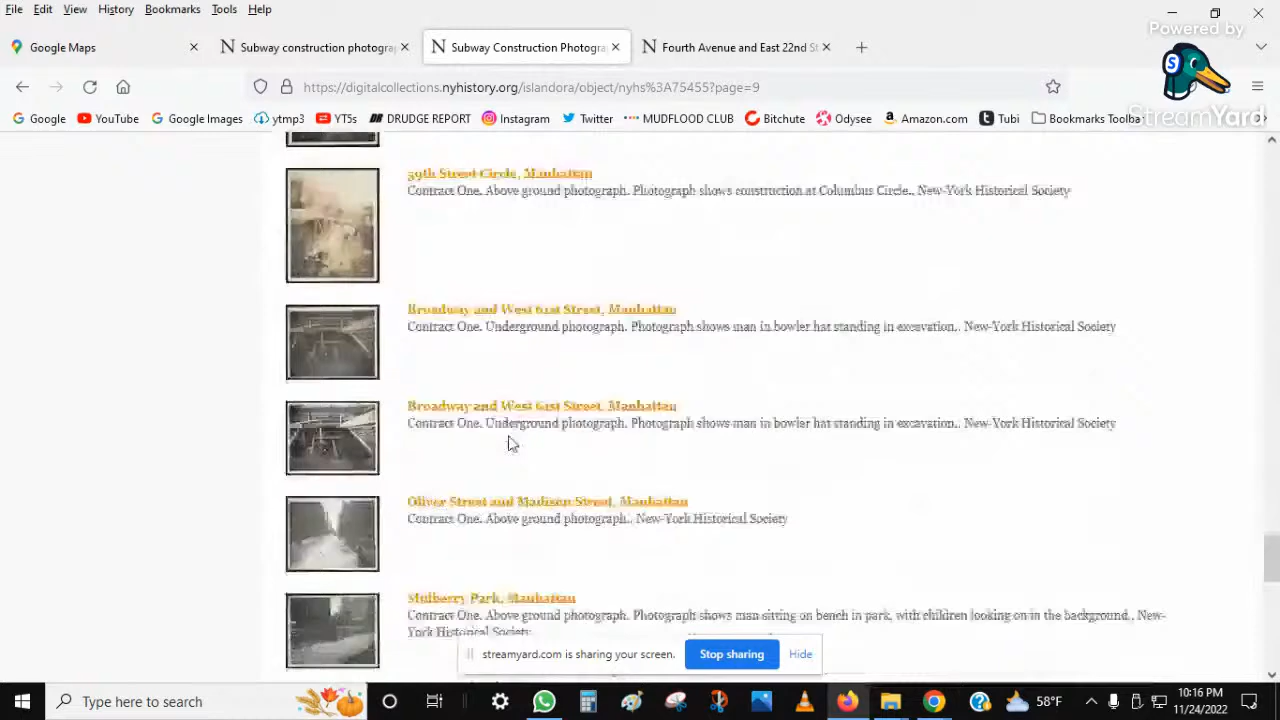 File Edit View History Bookmarks Tools Help
Powered by
Google Maps
Subway construction photogra
Subway Construction Photogra
Fourth Avenue and East 22nd St
https://digitalcollections.nyhistory.org/islandora/object/nyhs%3A75455?page=9
StreamYard
Google YouTube Google Images ytmp3 YT5s DRUDGE REPORT Instagram Twitter MUDFLOOD CLUB Bitchute Odysee Amazon.com Tubi Bookmarks Toolba
59th Street Circle, Manhattan
Contract One. Above ground photograph. Photograph shows construction at Columbus Circle.. New-York Historical Society
Broadway and West 61st Street, Manhattan
Contract One. Underground photograph. Photograph shows man in bowler hat standing in excavation.. New-York Historical Society
Broadway and West 61st Street, Manhattan
Contract One. Underground photograph. Photograph shows man in bowler hat standing in excavation.. New-York Historical Society
Oliver Street and Madison Street, Manhattan
Contract One. Above ground photograph.. New-York Historical Society
Mulberry Park, Manhattan
Contract One. Above ground photograph. Photograph shows man sitting on bench in park, with children looking on in the background.. New-
York Historical Society
streamyard.com is sharing your screen. Stop sharing Hide
Type here to search
58°F
10:16 PM
11/24/2022